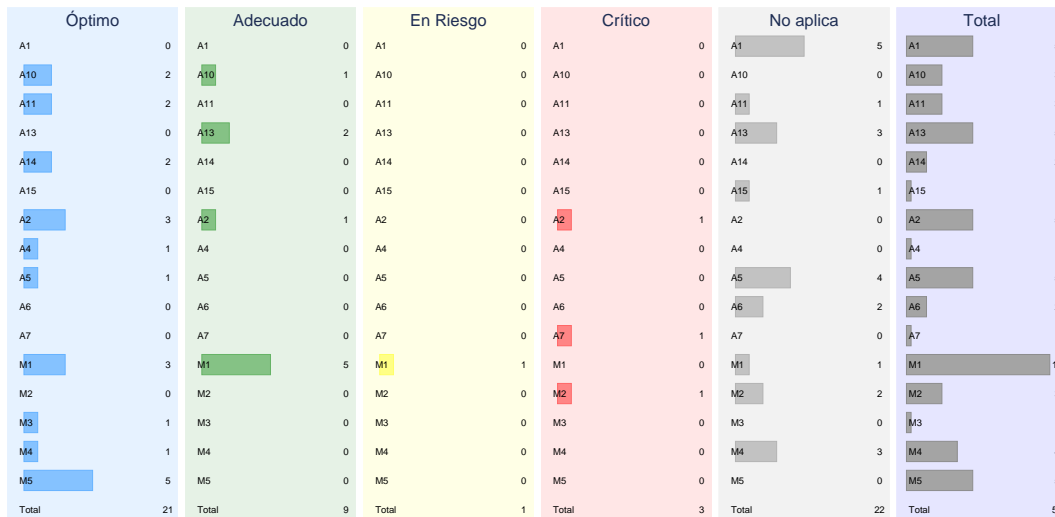 Óptimo Adecuado En Riesgo Crítico No aplica Total
A1 0 A1 0 A1 0 A1 0 A1 5 A1
A10 2 A10 1 A10 0 A10 0 A10 0 A10
A11 2 A11 0 A11 0 A11 0 A11 1 A11
A13 0 A13 2 A13 0 A13 0 A13 3 A13
A14 2 A14 0 A14 0 A14 0 A14 0 A14
A15 0 A15 0 A15 0 A15 0 A15 1 A15
A2 3 A2 1 A2 0 A2 1 A2 0 A2
A4 1 A4 0 A4 0 A4 0 A4 0 A4
A5 1 A5 0 A5 0 A5 0 A5 4 A5
A6 0 A6 0 A6 0 A6 0 A6 2 A6
A7 0 A7 0 A7 0 A7 1 A7 0 A7
M1 3 M1 5 M1 1 M1 0 M1 1 M1
M2 0 M2 0 M2 0 M2 1 M2 2 M2
M3 1 M3 0 M3 0 M3 0 M3 0 M3
M4 1 M4 0 M4 0 M4 0 M4 3 M4
M5 5 M5 0 M5 0 M5 0 M5 0 M5
Total 21 Total 9 Total 1 Total 3 Total 22 Total